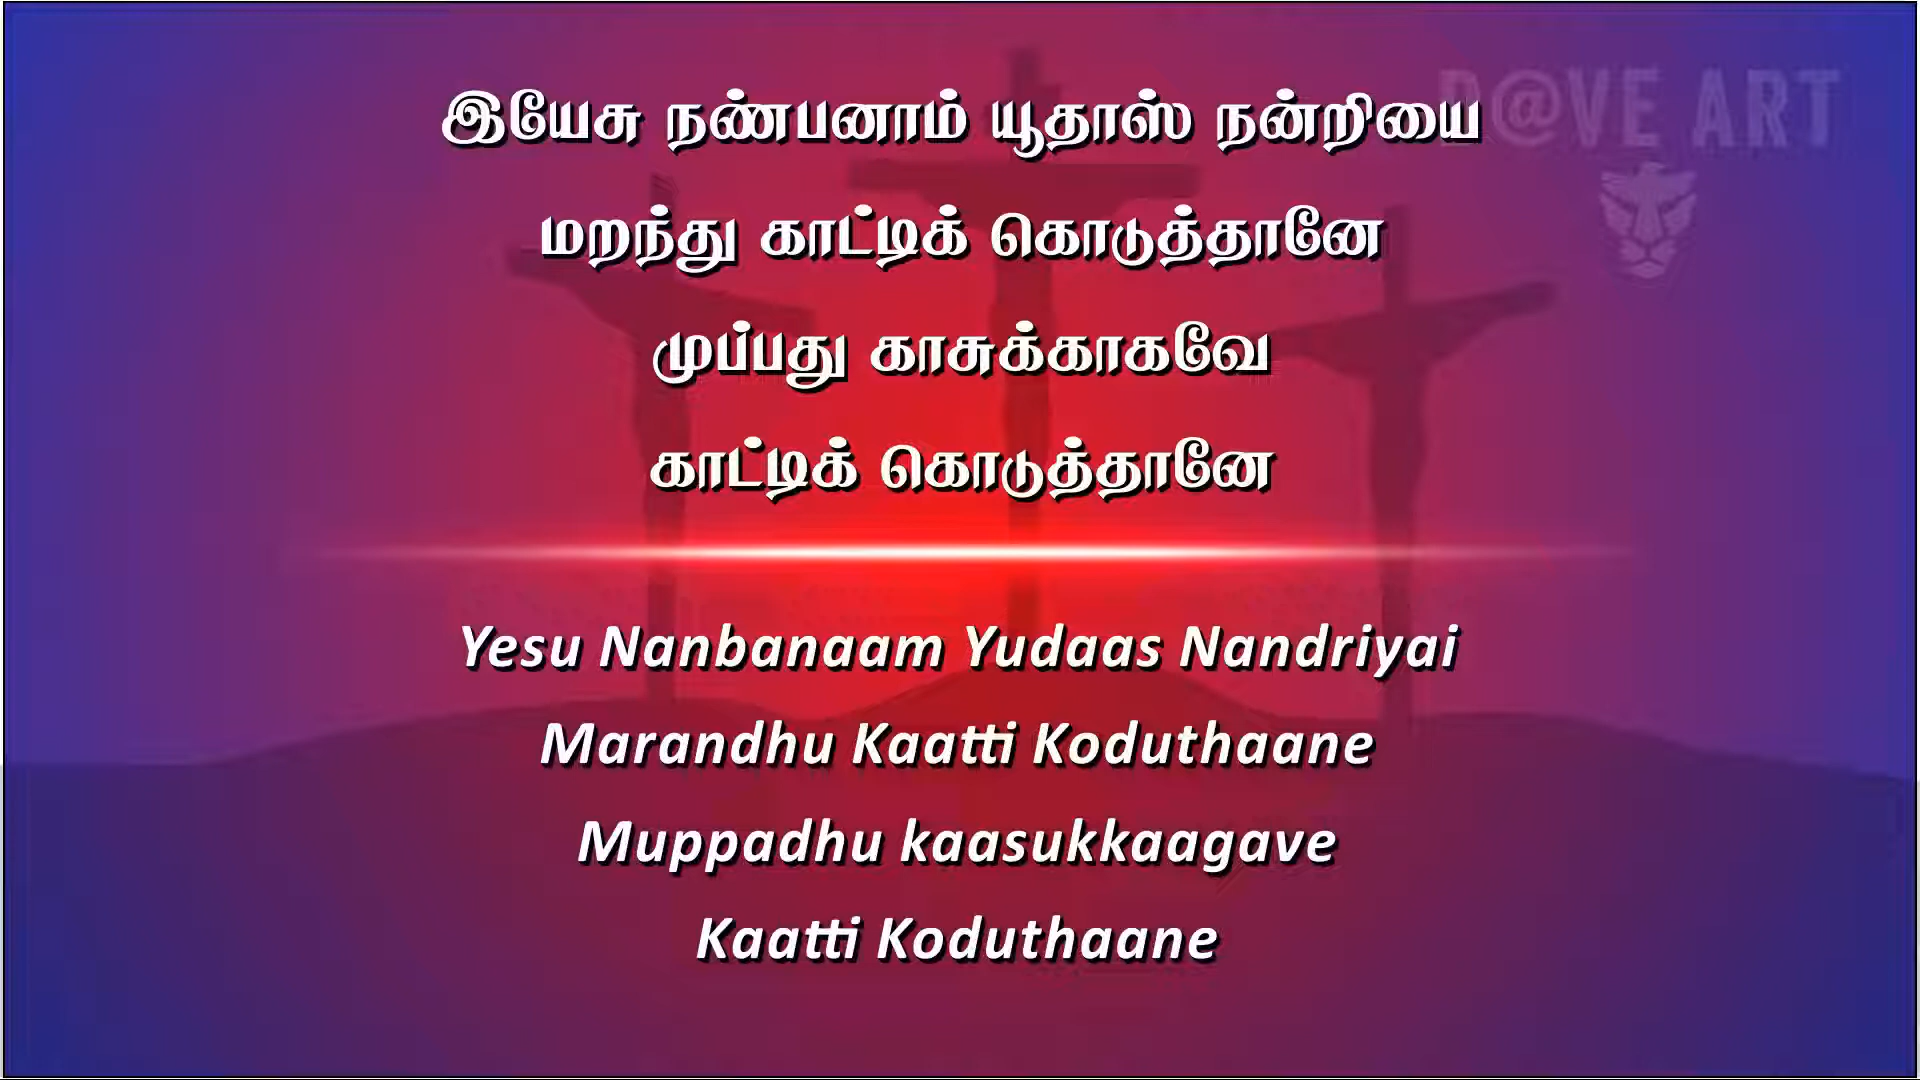 D@VE ART
இயேசு நண்பனாம் யூதாஸ் நன்றியை
மறந்து காட்டிக் கொடுத்தானே
முப்பது காசுக்காகவே
காட்டிக் கொடுத்தானே
Yesu Nanbanaam Yudaas Nandriyai
Marandhu Kaatti Koduthaane
Muppadhu kaasukkaagave
Kaatti Koduthaane